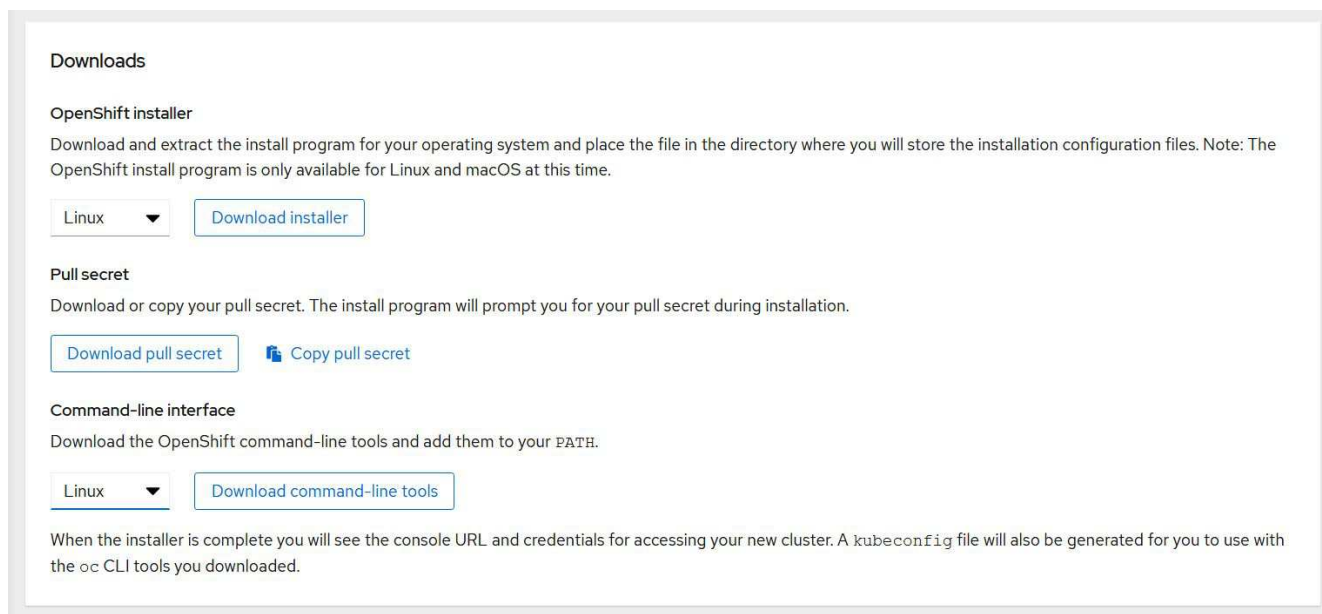 Downloads
OpenShift installer
Download and extract the install program for your operating system and place the file in the directory where you will store the installation configuration files. Note: The
OpenShift install program is only available for Linux and macOS at this time.
Linux Download installer
Pull secret
Download or copy your pull secret. The install program will prompt you for your pull secret during installation.
Download pull secret Copy pull secret
Command-line interface
Download the OpenShift command-line tools and add them to your PATH.
Linux Download command-line tools
When the installer is complete you will see the console URL and credentials for accessing your new cluster. A kubeconfig file will also be generated for you to use with
the oc CLI tools you downloaded.